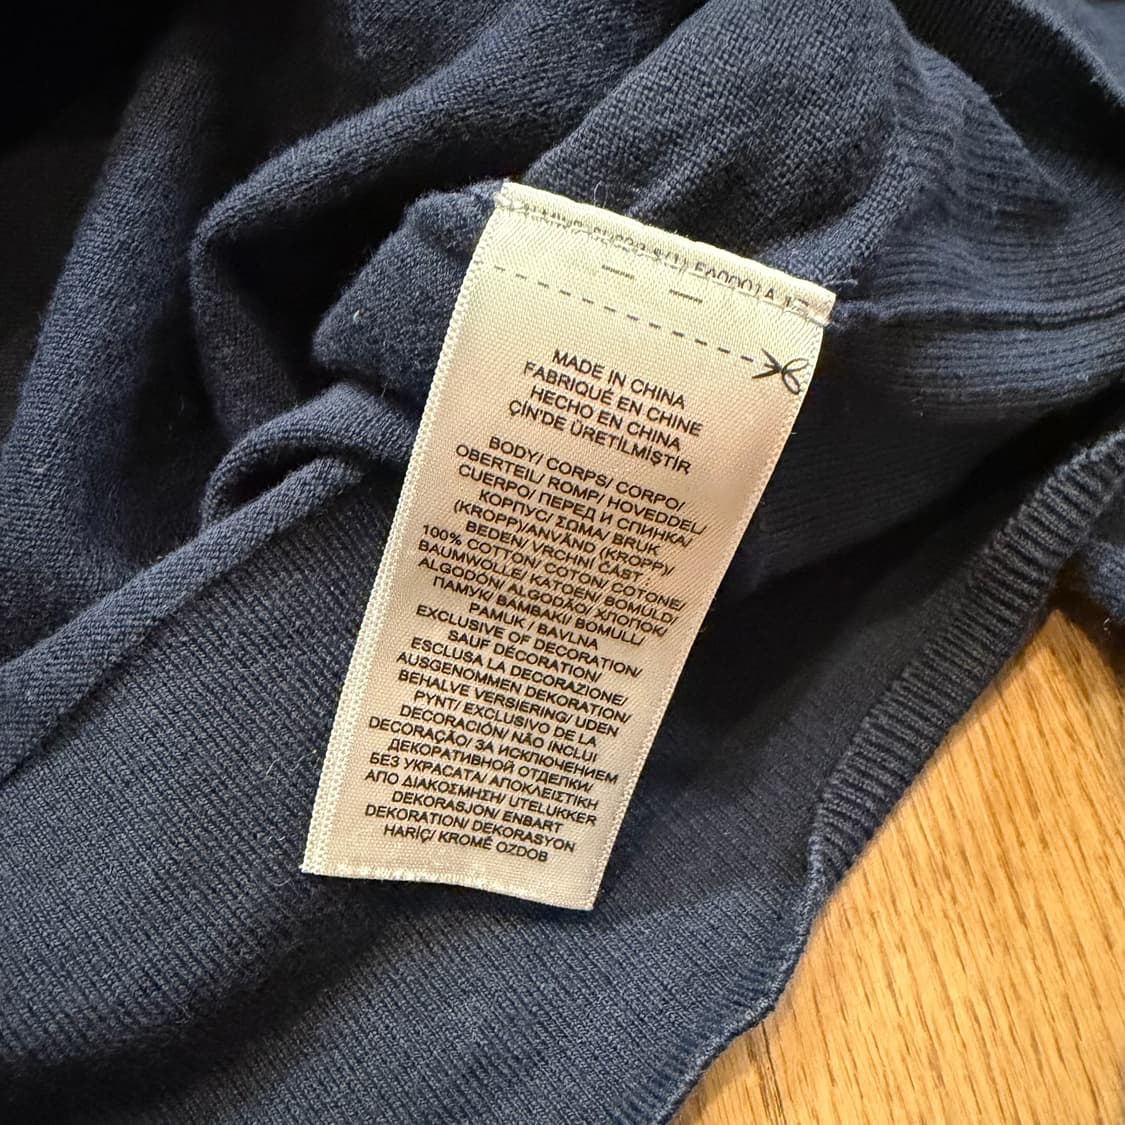 MADE IN CHINA
FABRIQUÉ EN CHINE
HECHO EN CHINA
ÇİN'DE ÜRETİLMİŞTİR
BODY/ CORPS/ CORPO/
OBERTEIL/ ROMP/ HOVEDDEL/
CUERPO/ ПЕРЕД И СПИНКА/
КОРПУС/ ΣΩΜΑ/ BRUK
(KROPP)/ANVÄND (KROPP)/
BEDEN/ VRCHNÍ ČÁST :
100% COTTON/ COTON/ COTONE/
BAUMWOLLE/ KATOEN/ BOMULD/
ALGODÓN/ ALGODÃO/ ХЛОПОК/
ПАМУК/ ΒΑΜΒΑΚΙ/ BOMULL/
PAMUK / BAVLNA
EXCLUSIVE OF DECORATION/
SAUF DÉCORATION/
ESCLUSA LA DECORAZIONE/
AUSGENOMMEN DEKORATION/
BEHALVE VERSIERING/ UDEN
PYNT/ EXCLUSIVO DE LA
DECORACIÓN/ NÃO INCLUI
DECORAÇÃO/ ЗА ИСКЛЮЧЕНИЕМ
ДЕКОРАТИВНОЙ ОТДЕЛКИ/
БЕЗ УКРАСАТА/ ΑΠΟΚΛΕΙΣΤΙΚΗ
ΑΠΟ ΔΙΑΚΟΣΜΗΣΗ/ UTELUKKER
DEKORASJON/ ENBART
DEKORATION/ DEKORASYON
HARİÇ/ KROMĚ OZDOB